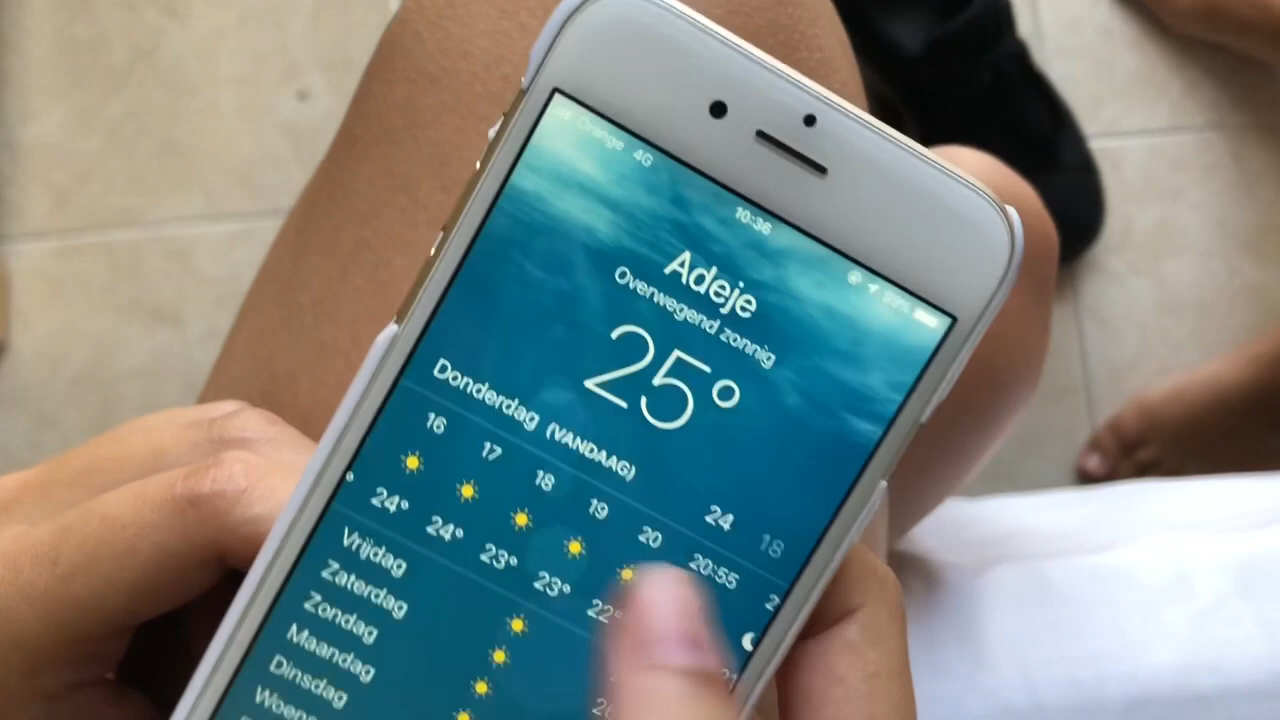 Orange 4G
10:36
Adeje
Overwegend zonnig
25°
Donderdag (VANDAAG)
24 18
16 17 18 19 20 20:55
24° 24° 23° 23° 22°
Vrijdag
Zaterdag
Zondag
Maandag
Dinsdag